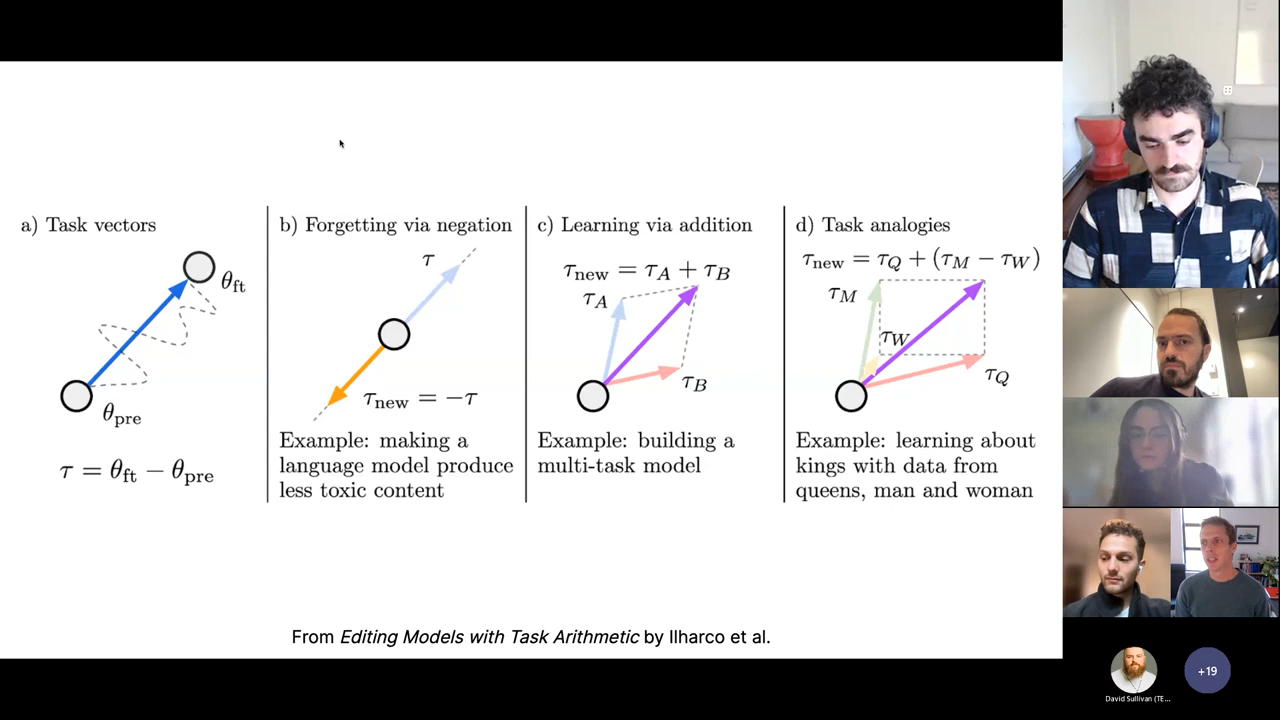 a) Task vectors
θft
θpre
τ = θft − θpre
b) Forgetting via negation
τ
τnew = −τ
Example: making a
language model produce
less toxic content
c) Learning via addition
τnew = τA + τB
τA
τB
Example: building a
multi-task model
d) Task analogies
τnew = τQ + (τM − τW)
τM
τW
τQ
Example: learning about
kings with data from
queens, man and woman
From Editing Models with Task Arithmetic by Ilharco et al.
David Sullivan (TE...
+19